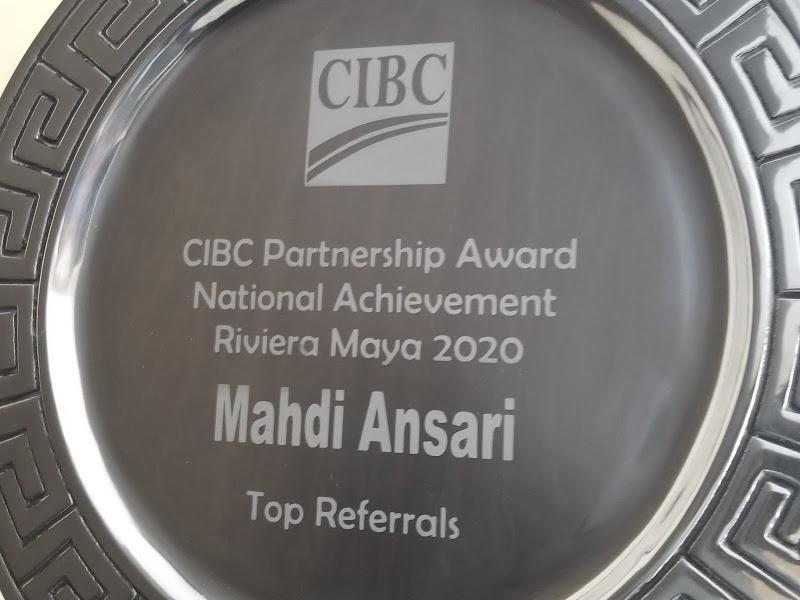 CIBC
CIBC Partnership Award
National Achievement
Riviera Maya 2020
Mahdi Ansari
Top Referrals